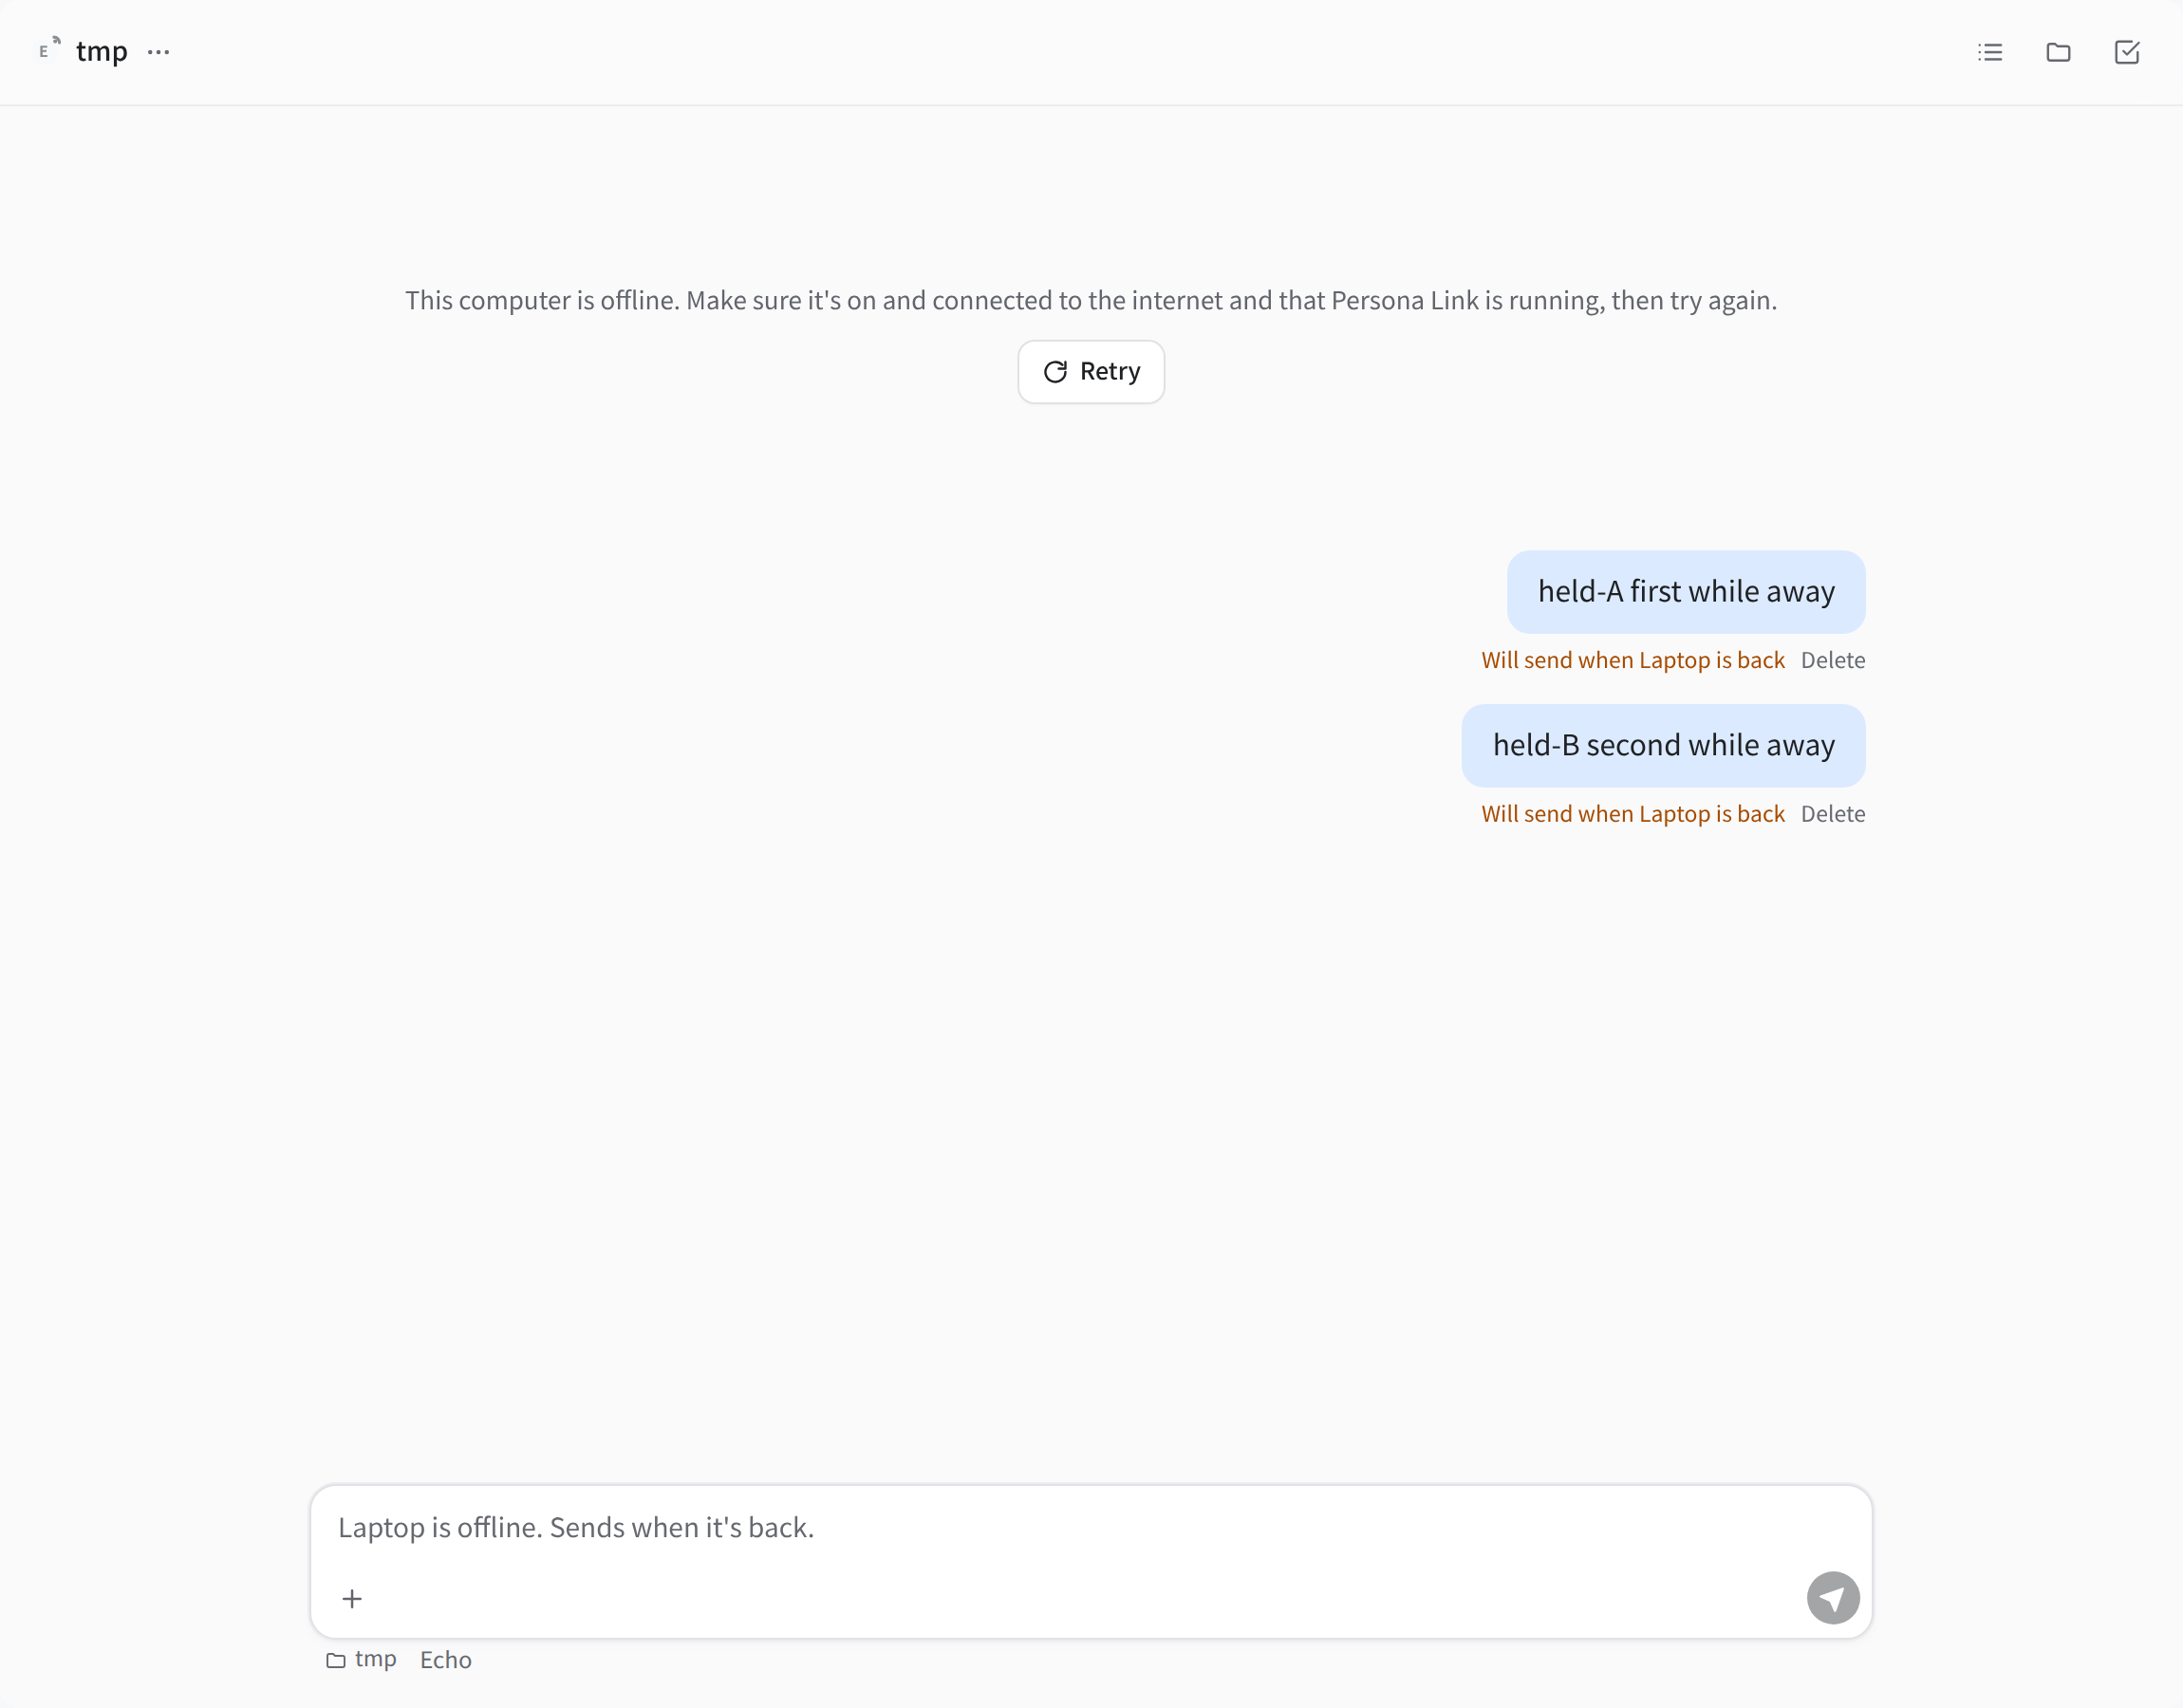 E tmp
This computer is offline. Make sure it's on and connected to the internet and that Persona Link is running, then try again.
Retry
held-A first while away
Will send when Laptop is back Delete
held-B second while away
Will send when Laptop is back Delete
Laptop is offline. Sends when it's back.
tmp Echo